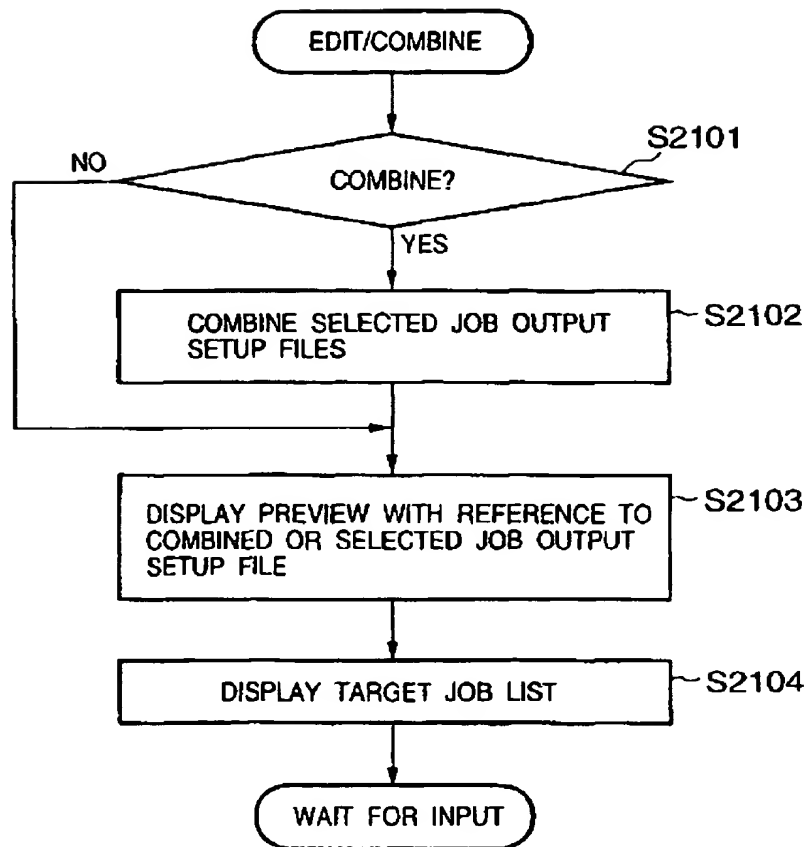 EDIT/COMBINE
S2101
NO
COMBINE?
YES
COMBINE SELECTED JOB OUTPUT
SETUP FILES
S2102
DISPLAY PREVIEW WITH REFERENCE TO
COMBINED OR SELECTED JOB OUTPUT
SETUP FILE
S2103
DISPLAY TARGET JOB LIST
S2104
WAIT FOR INPUT